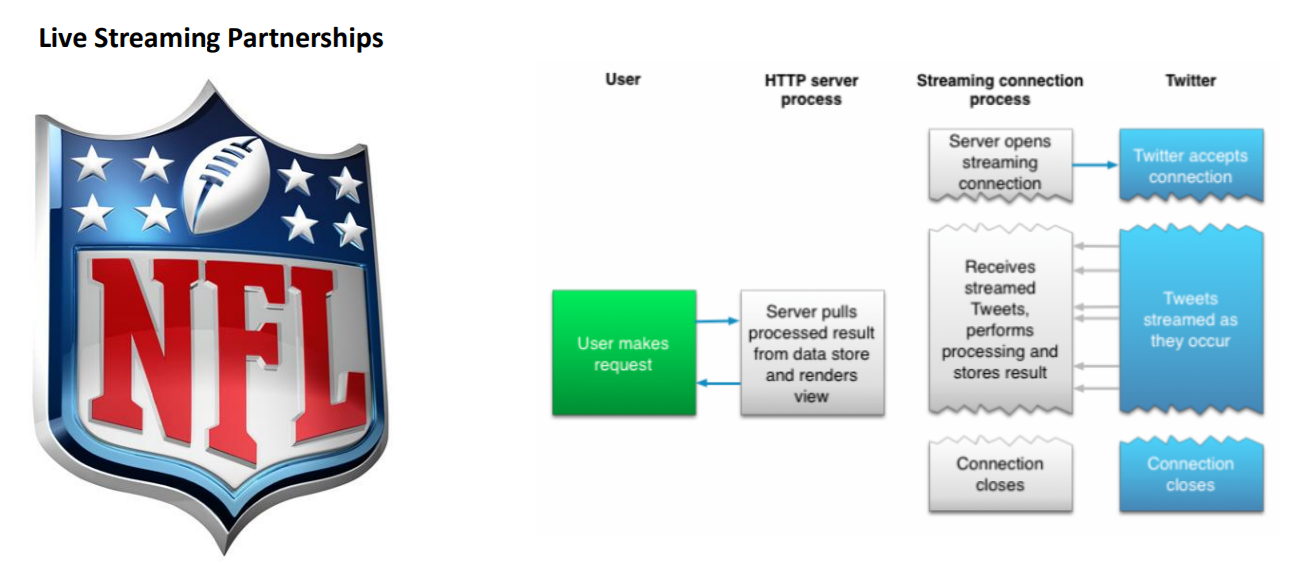 Live Streaming Partnerships
NFL
User
HTTP server
process
Streaming connection
process
Twitter
Server opens
streaming
connection
Twitter accepts
connection
User makes
request
Server pulls
processed result
from data store
and renders
view
Receives
streamed
Tweets,
performs
processing and
stores result
Tweets
streamed as
they occur
Connection
closes
Connection
closes